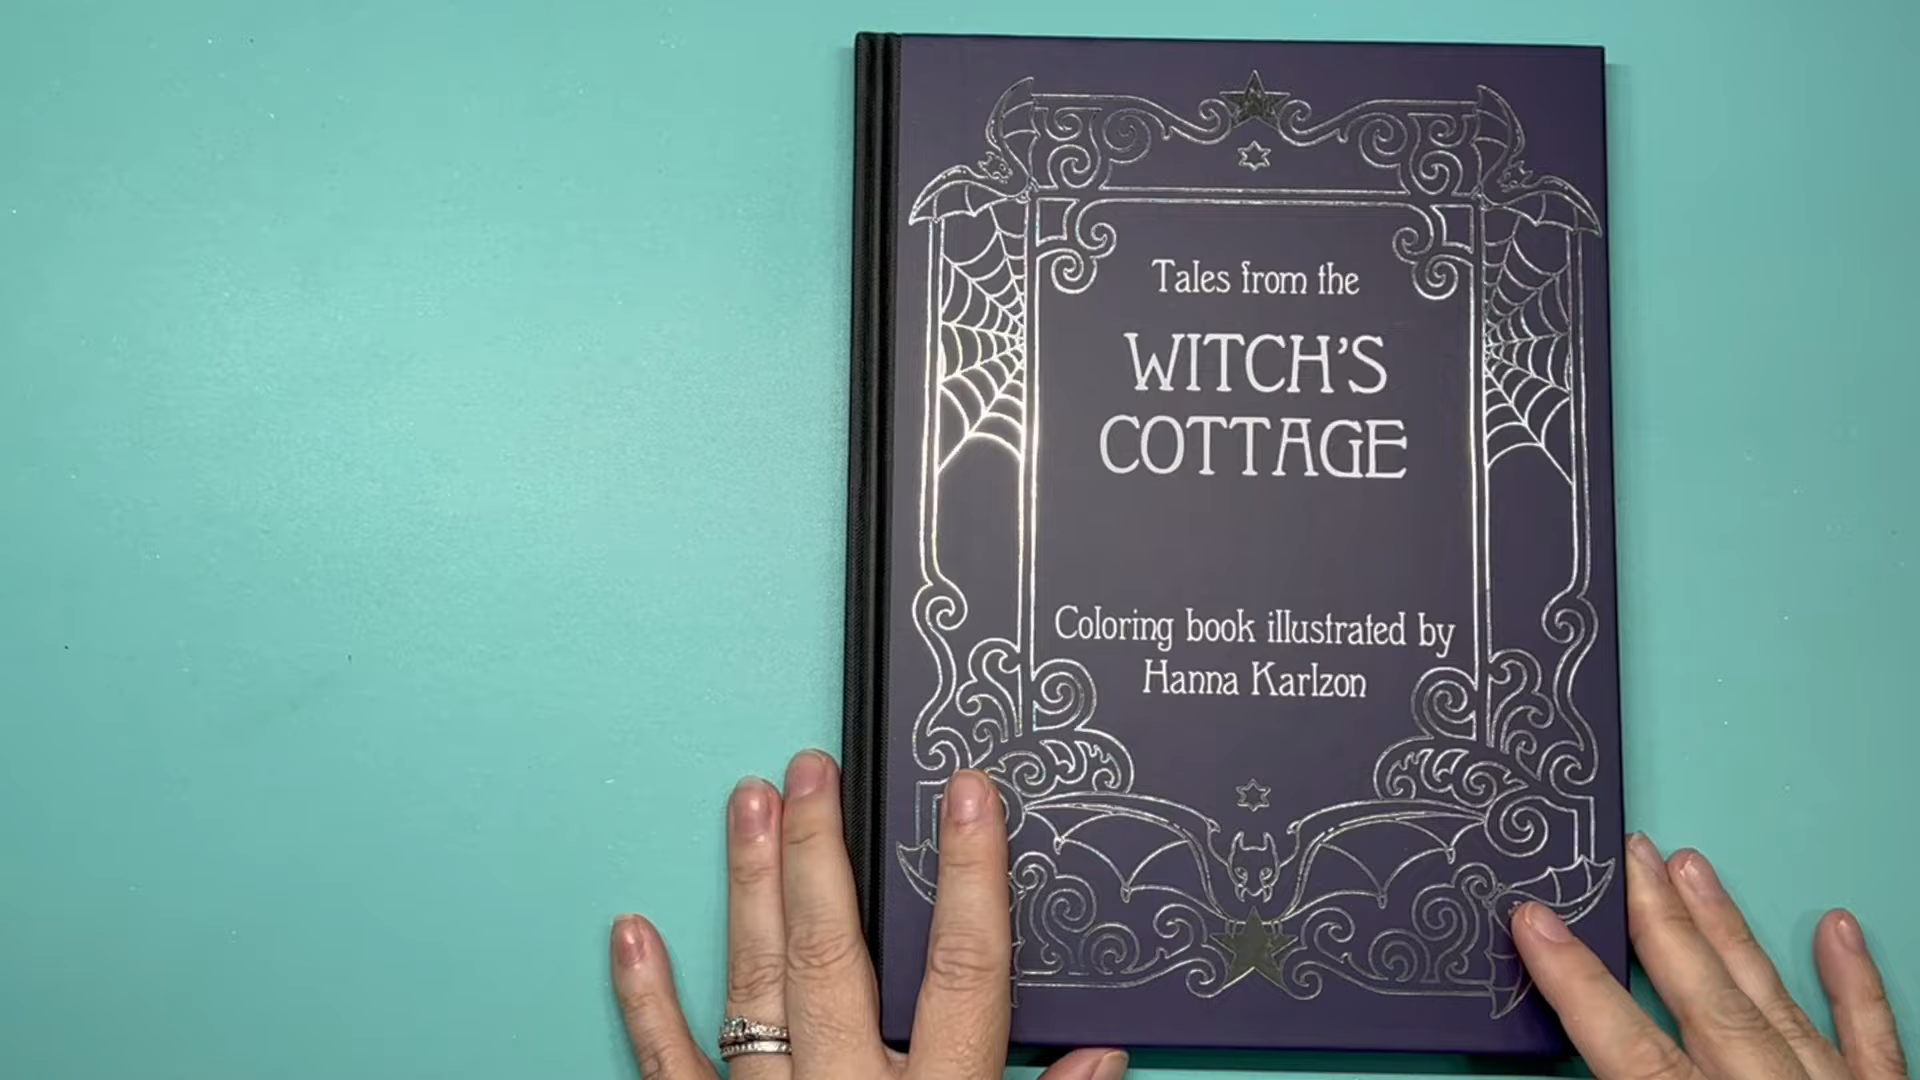 Tales from the
WITCH'S
COTTAGE
Coloring book illustrated by
Hanna Karlzon